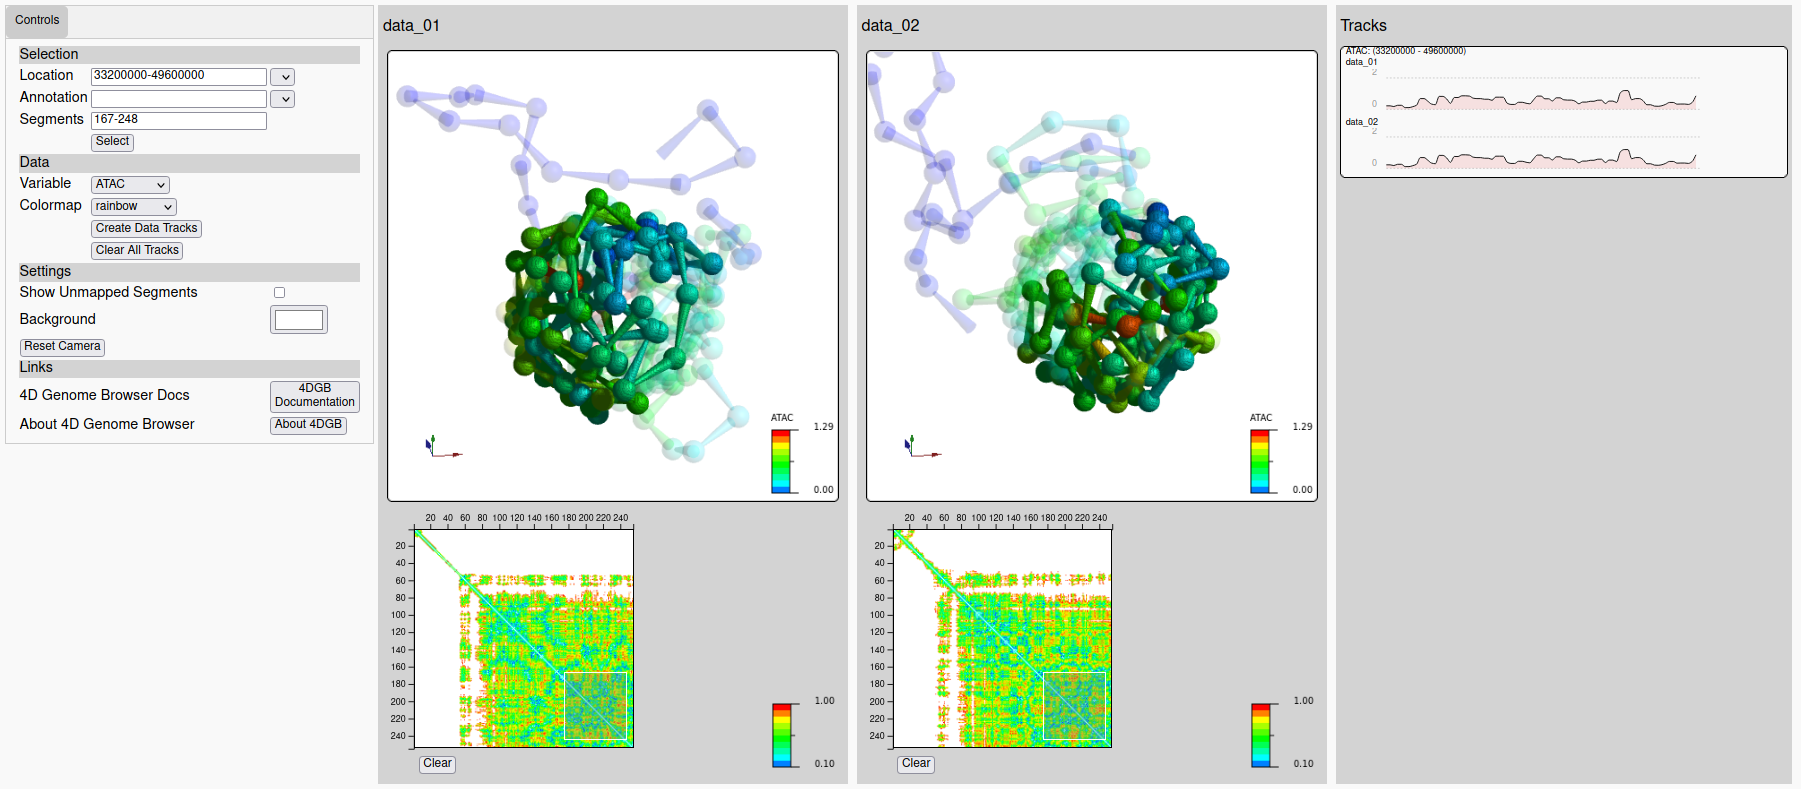 Controls
Selection
Location 33200000-49600000
Annotation
Segments 167-248
Select
Data
Variable ATAC
Colormap rainbow
Create Data Tracks
Clear All Tracks
Settings
Show Unmapped Segments
Background
Reset Camera
Links
4D Genome Browser Docs
4DGB
Documentation
About 4D Genome Browser About 4DGB
data_01
ATAC
1.29
0.00
20 40 60 80 100 120 140 160 180 200 220 240
20
40
60
80
100
120
140
160
180
200
220
240
1.00
0.10
Clear
data_02
ATAC
1.29
0.00
20 40 60 80 100 120 140 160 180 200 220 240
20
40
60
80
100
120
140
160
180
200
220
240
1.00
0.10
Clear
Tracks
ATAC: (33200000 - 49600000)
data_01
2
0
data_02
2
0